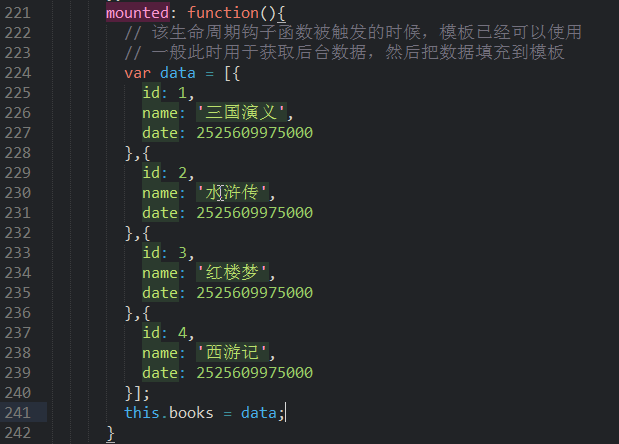 221 mounted: function(){
222 // 该生命周期钩子函数被触发的时候，模板已经可以使用
223 // 一般此时用于获取后台数据，然后把数据填充到模板
224 var data = [{
225 id: 1,
226 name: '三国演义',
227 date: 2525609975000
228 },{
229 id: 2,
230 name: '水浒传',
231 date: 2525609975000
232 },{
233 id: 3,
234 name: '红楼梦',
235 date: 2525609975000
236 },{
237 id: 4,
238 name: '西游记',
239 date: 2525609975000
240 }];
241 this.books = data;
242 }